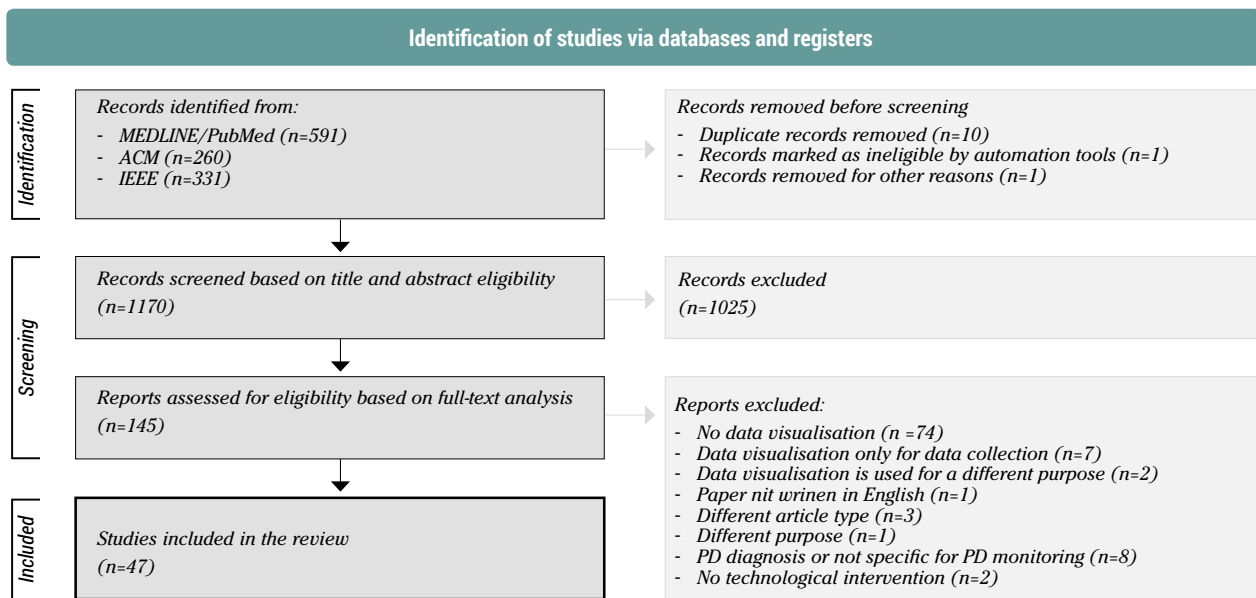 Identification of studies via databases and registers
Identification
Records identified from:
- MEDLINE/PubMed (n=591)
- ACM (n=260)
- IEEE (n=331)
Records removed before screening
- Duplicate records removed (n=10)
- Records marked as ineligible by automation tools (n=1)
- Records removed for other reasons (n=1)
Screening
Records screened based on title and abstract eligibility
(n=1170)
Records excluded
(n=1025)
Reports assessed for eligibility based on full-text analysis
(n=145)
Reports excluded:
- No data visualisation (n =74)
- Data visualisation only for data collection (n=7)
- Data visualisation is used for a different purpose (n=2)
- Paper nit wrinen in English (n=1)
- Different article type (n=3)
- Different purpose (n=1)
- PD diagnosis or not specific for PD monitoring (n=8)
- No technological intervention (n=2)
Included
Studies included in the review
(n=47)